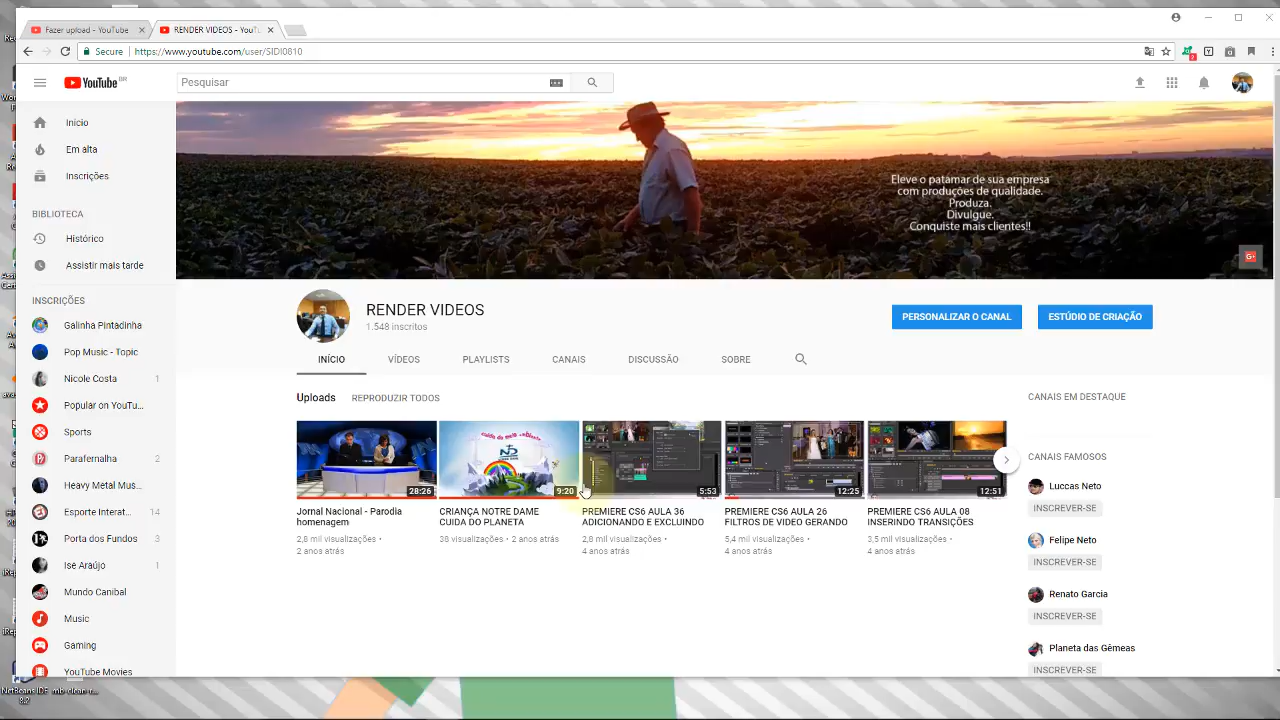 Fazer upload - YouTube
RENDER VIDEOS - YouTu
Secure
https://www.youtube.com/user/SIDI0810
YouTube BR
Pesquisar
Início
Em alta
Inscrições
BIBLIOTECA
Histórico
Assistir mais tarde
INSCRIÇÕES
Galinha Pintadinha
Pop Music - Topic
Nicole Costa 1
Popular on YouTu...
Sports
Parafernalha 2
Heavy Metal Mus...
Esporte Interat... 14
Porta dos Fundos 3
Ise Araújo 1
Mundo Canibal
Music
Gaming
YouTube Movies
Eleve o patamar de sua empresa
com produções de qualidade.
Produza.
Divulgue.
Conquiste mais clientes!!
G+
RENDER VIDEOS
1.548 inscritos
PERSONALIZAR O CANAL
ESTÚDIO DE CRIAÇÃO
INÍCIO
VÍDEOS
PLAYLISTS
CANAIS
DISCUSSÃO
SOBRE
Uploads
REPRODUZIR TODOS
28:26
Jornal Nacional - Parodia
homenagem
2,8 mil visualizações •
2 anos atrás
9:20
CRIANÇA NOTRE DAME
CUIDA DO PLANETA
38 visualizações • 2 anos atrás
5:53
PREMIERE CS6 AULA 36
ADICIONANDO E EXCLUINDO
2,8 mil visualizações •
4 anos atrás
12:25
PREMIERE CS6 AULA 26
FILTROS DE VIDEO GERANDO
5,4 mil visualizações •
4 anos atrás
12:51
PREMIERE CS6 AULA 08
INSERINDO TRANSIÇÕES
3,5 mil visualizações •
4 anos atrás
CANAIS EM DESTAQUE
CANAIS FAMOSOS
Luccas Neto
INSCREVER-SE
Felipe Neto
INSCREVER-SE
Renato Garcia
INSCREVER-SE
Planeta das Gêmeas
INSCREVER-SE